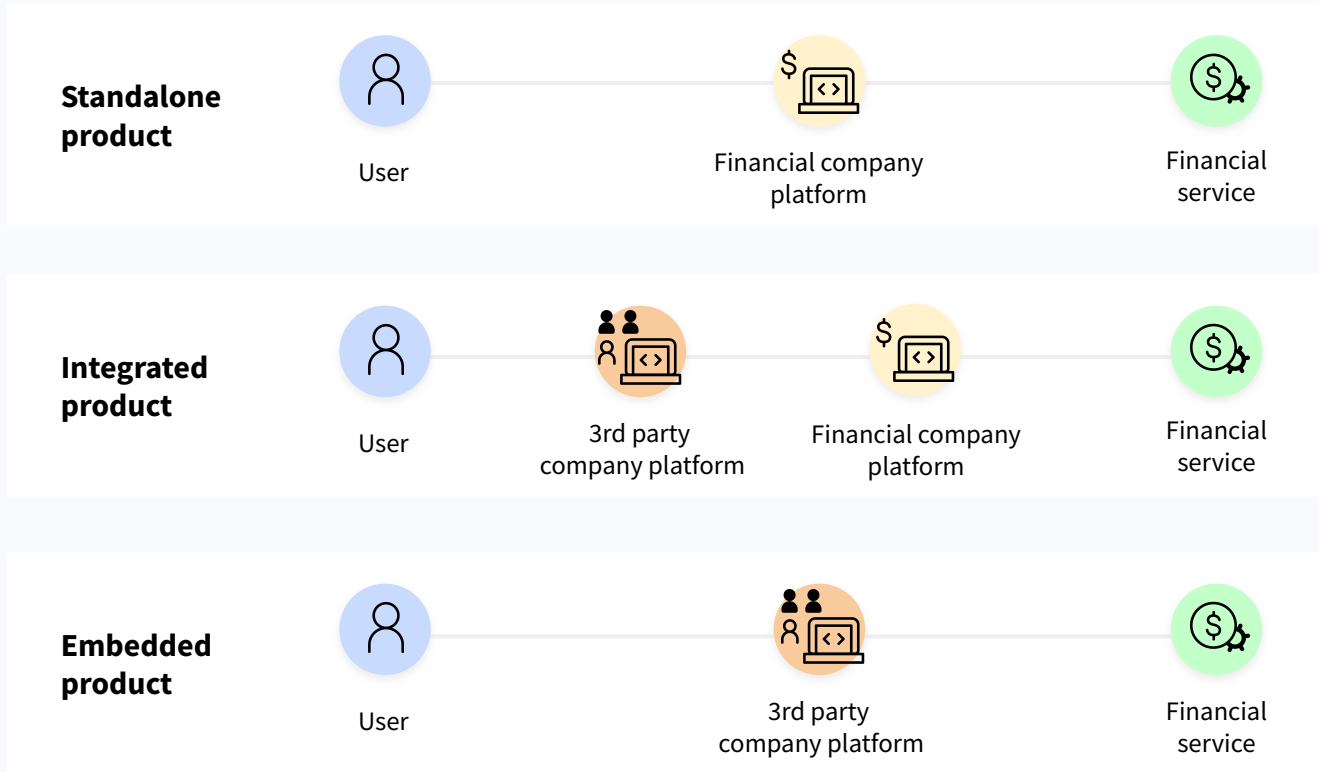 Standalone
product
User
Financial company
platform
Financial
service
Integrated
product
User
3rd party
company platform
Financial company
platform
Financial
service
Embedded
product
User
3rd party
company platform
Financial
service